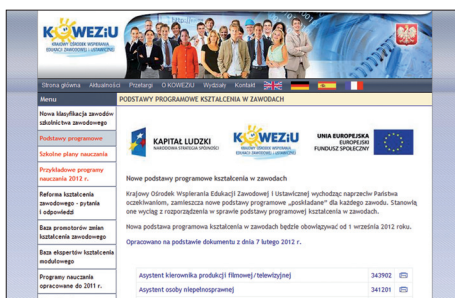 KOWEZiU
KRAJOWY OŚRODEK WSPIERANIA
EDUKACJI ZAWODOWEJ I USTAWICZNEJ
Strona główna Aktualności Przetargi O KOWEZiU Wydziały Kontakt
Menu
Nowa klasyfikacja zawodów
szkolnictwa zawodowego
Podstawy programowe
Szkolne plany nauczania
Przykładowe programy
nauczania 2012 r.
Reforma kształcenia
zawodowego - pytania
i odpowiedzi
Baza promotorów zmian
kształcenia zawodowego
Baza ekspertów kształcenia
modułowego
Programy nauczania
opracowane do 2011 r.
PODSTAWY PROGRAMOWE KSZTAŁCENIA W ZAWODACH
KAPITAŁ LUDZKI
NARODOWA STRATEGIA SPÓJNOŚCI
KOWEZiU
UNIA EUROPEJSKA
EUROPEJSKI
FUNDUSZ SPOŁECZNY
Nowe podstawy programowe kształcenia w zawodach
Krajowy Ośrodek Wspierania Edukacji Zawodowej i Ustawicznej wychodząc naprzeciw Państwa
oczekiwaniom, zamieszcza nowe podstawy programowe „poskładane” dla każdego zawodu. Stanowią
one wyciąg z rozporządzenia w sprawie podstawy programowej kształcenia w zawodach.
Nowa podstawa programowa kształcenia w zawodach będzie obowiązywać od 1 września 2012 roku.
Opracowano na podstawie dokumentu z dnia 7 lutego 2012 r.
Asystent kierownika produkcji filmowej/telewizyjnej 343902
Asystent osoby niepełnosprawnej 341201